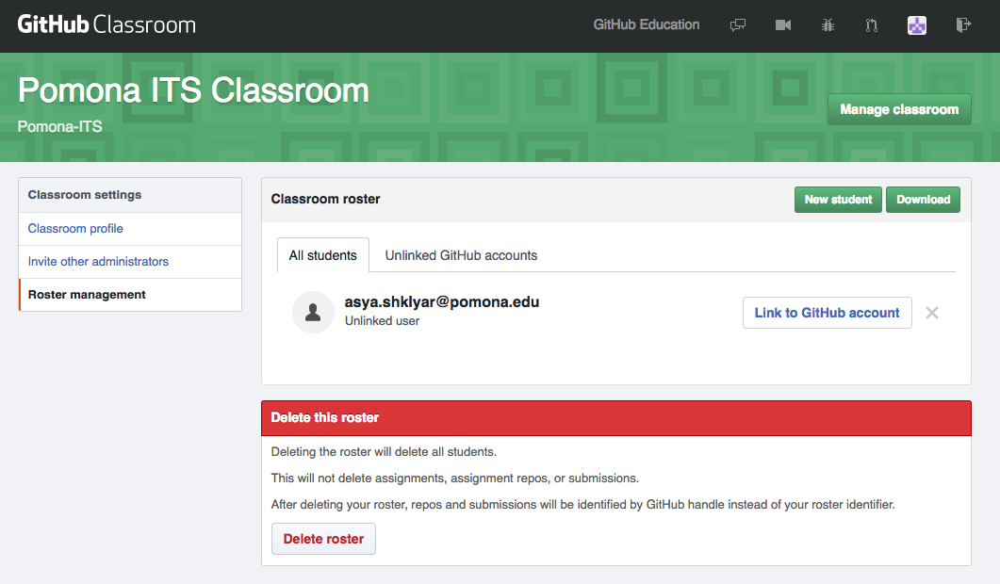 GitHub Classroom
GitHub Education
Pomona ITS Classroom
Pomona-ITS
Manage classroom
Classroom settings
Classroom profile
Invite other administrators
Roster management
Classroom roster
New student
Download
All students
Unlinked GitHub accounts
asya.shklyar@pomona.edu
Unlinked user
Link to GitHub account
Delete this roster
Deleting the roster will delete all students.
This will not delete assignments, assignment repos, or submissions.
After deleting your roster, repos and submissions will be identified by GitHub handle instead of your roster identifier.
Delete roster